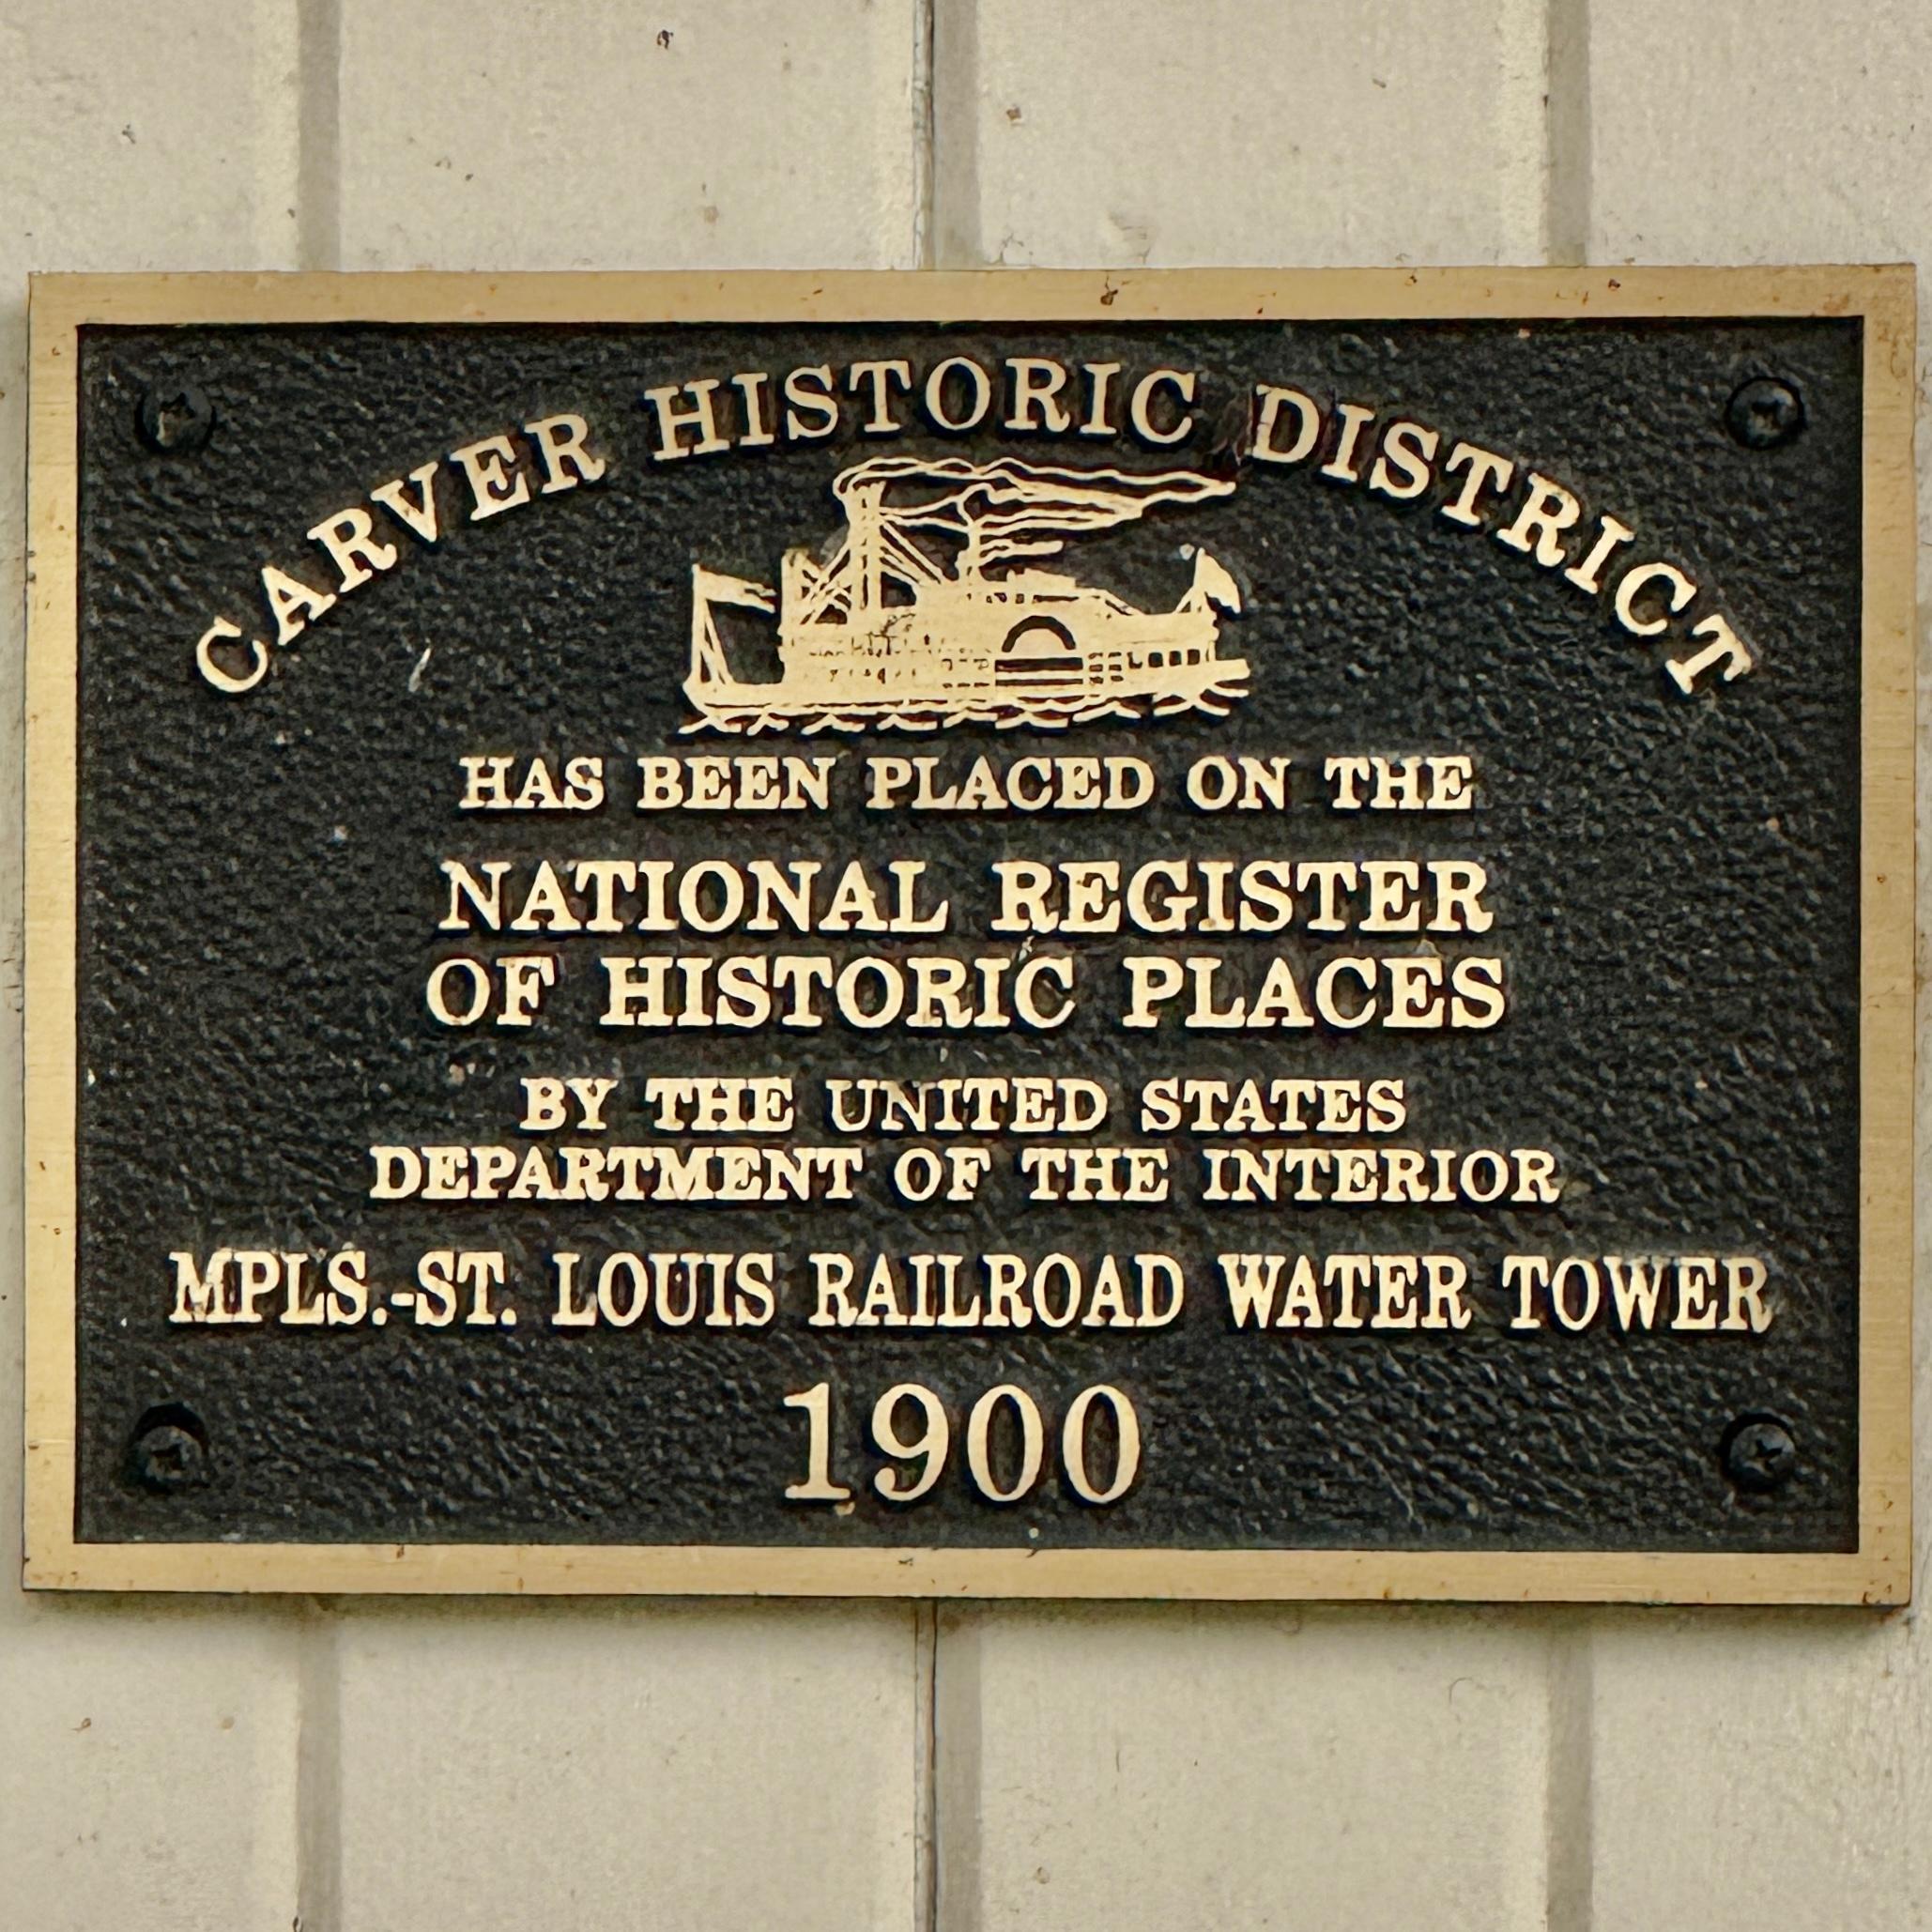 CARVER HISTORIC DISTRICT
HAS BEEN PLACED ON THE
NATIONAL REGISTER
OF HISTORIC PLACES
BY THE UNITED STATES
DEPARTMENT OF THE INTERIOR
MPLS.-ST. LOUIS RAILROAD WATER TOWER
1900